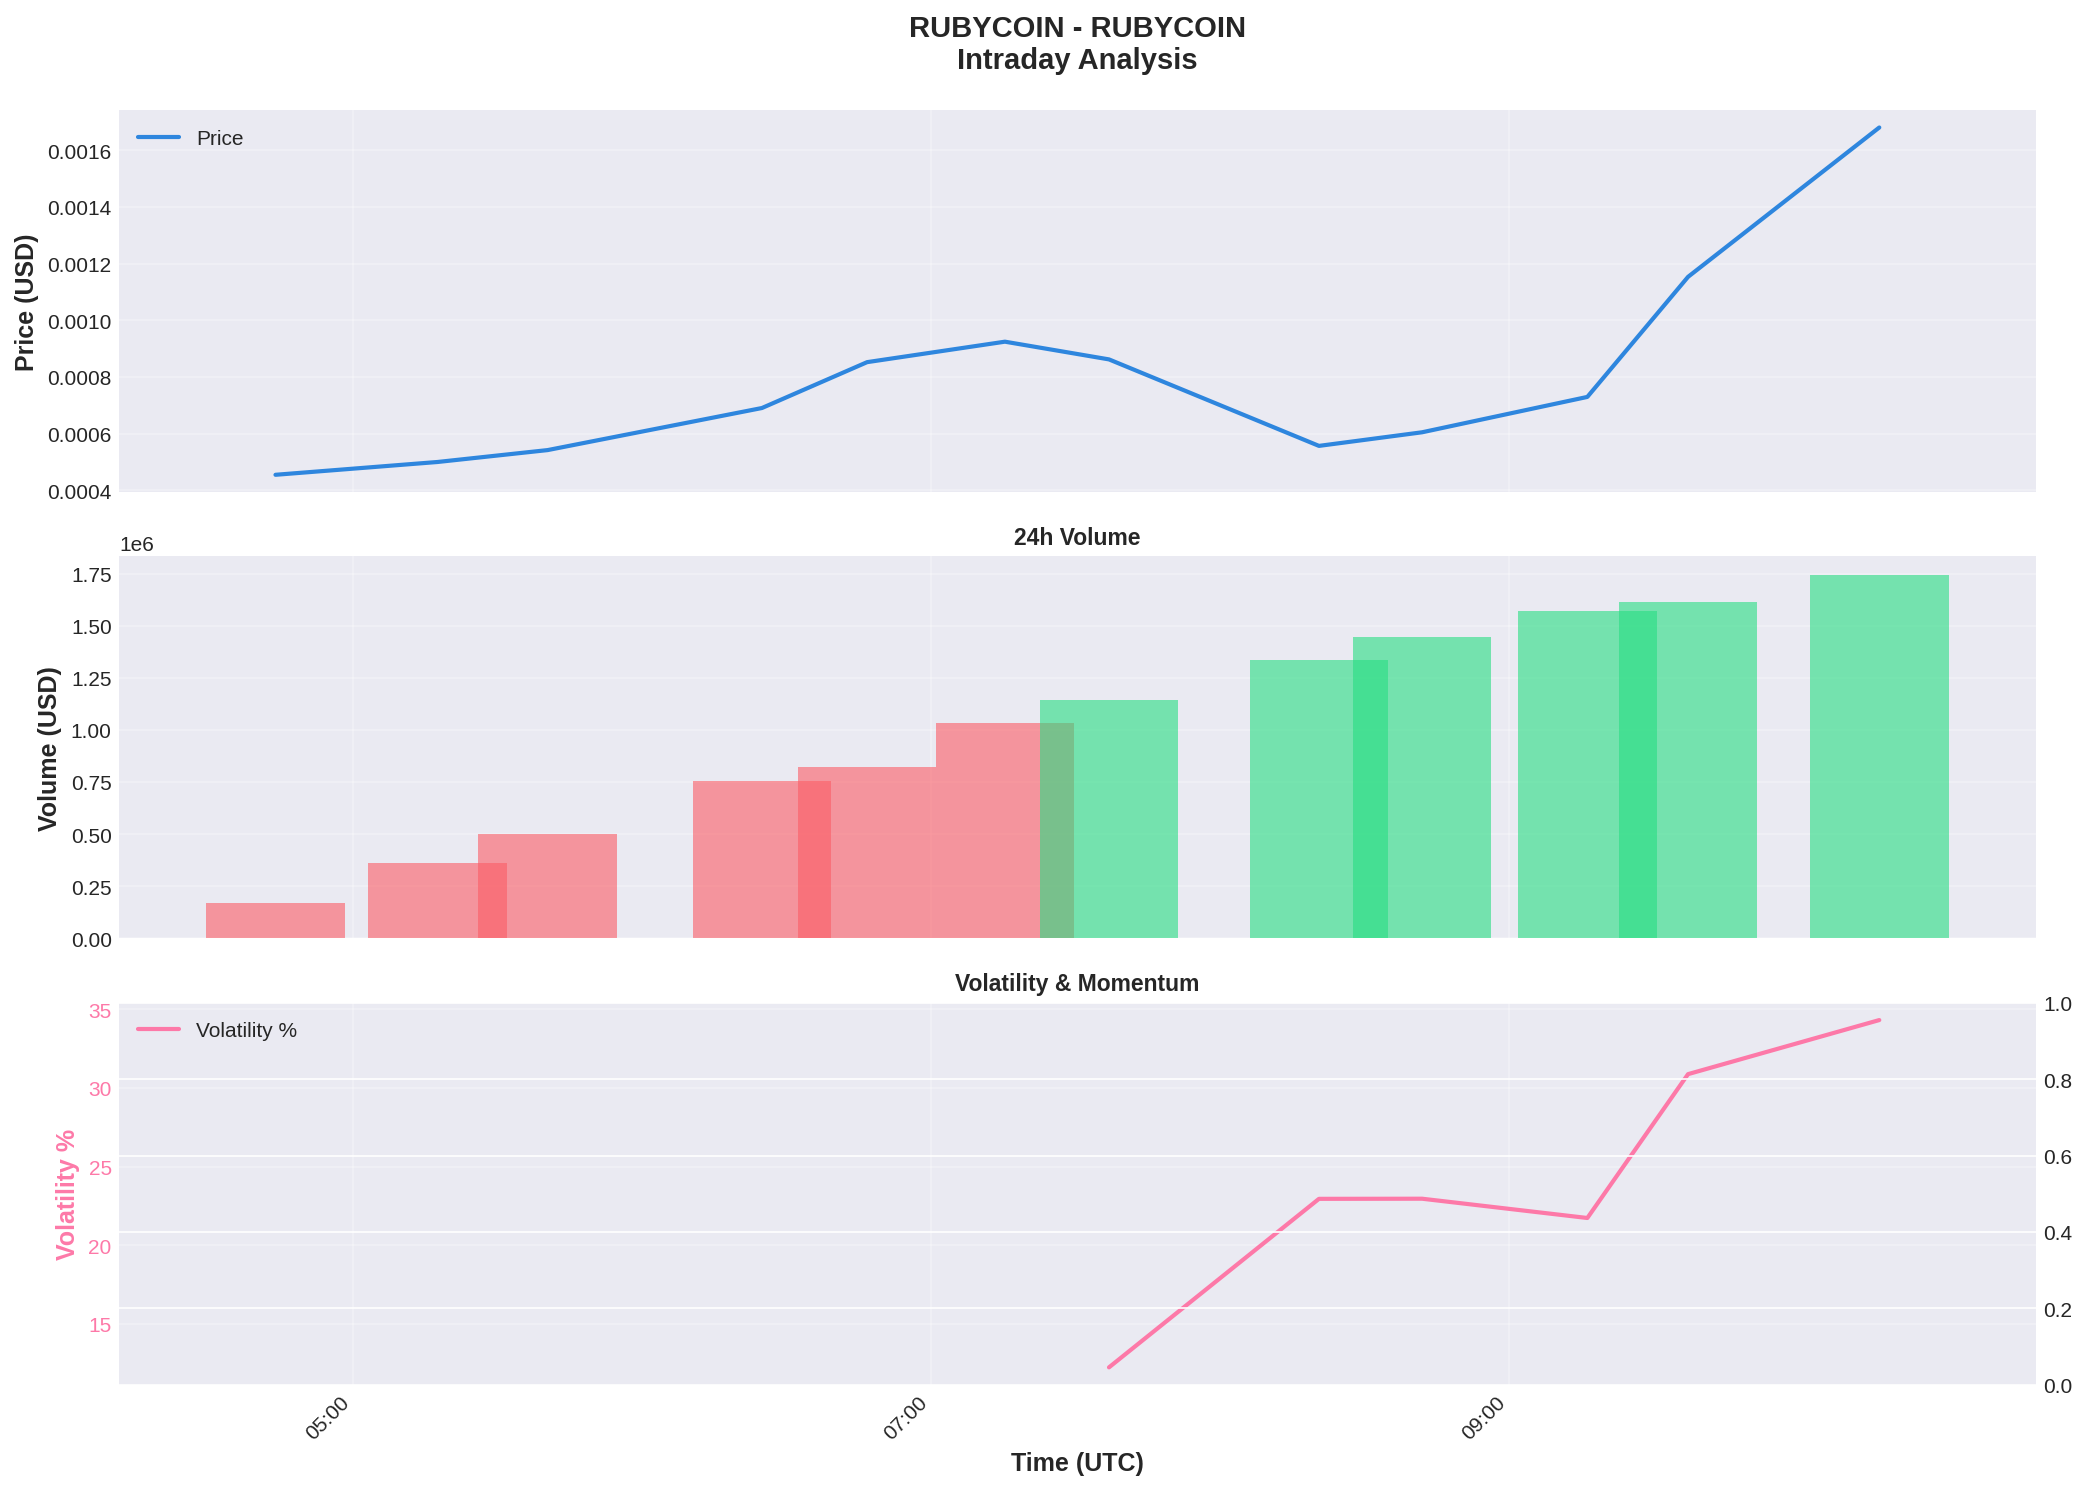 RUBYCOIN - RUBYCOIN
Intraday Analysis
Price
Price (USD)
0.0016
0.0014
0.0012
0.0010
0.0008
0.0006
0.0004
24h Volume
1e6
Volume (USD)
1.75
1.50
1.25
1.00
0.75
0.50
0.25
0.00
Volatility & Momentum
Volatility %
Volatility %
35
30
25
20
15
1.0
0.8
0.6
0.4
0.2
0.0
05:00
07:00
09:00
Time (UTC)